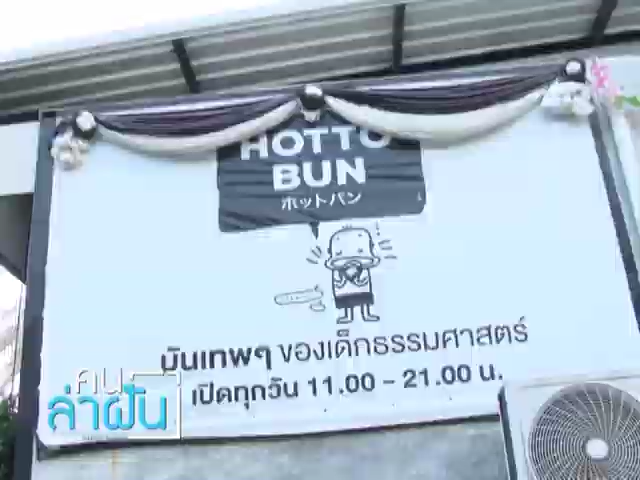 HOTTO
BUN
ホットパン
มันเทพๆ ของเด็กธรรมศาสตร์
เปิดทุกวัน 11.00 - 21.00 น.
คน
ล่าฝัน